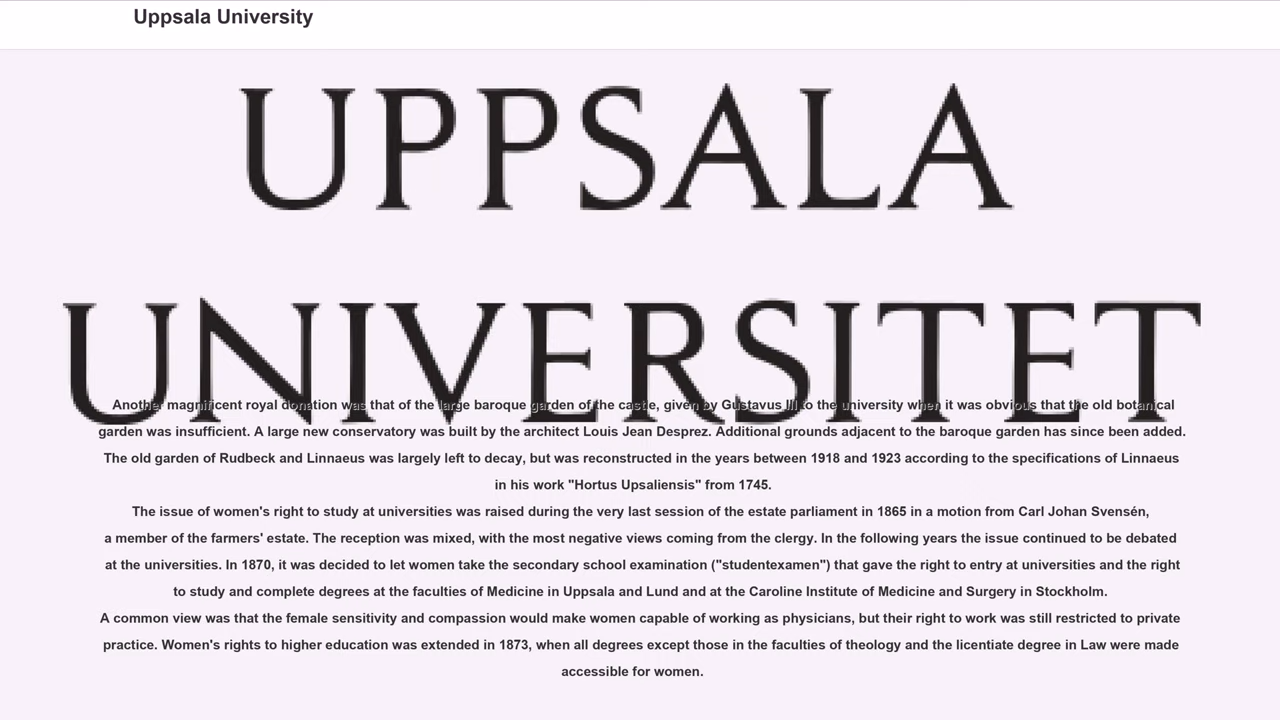 Uppsala University
UPPSALA
UNIVERSITET
Another magnificent royal donation was that of the large baroque garden of the castle, given by Gustavus III to the university when it was obvious that the old botanical
garden was insufficient. A large new conservatory was built by the architect Louis Jean Desprez. Additional grounds adjacent to the baroque garden has since been added.
The old garden of Rudbeck and Linnaeus was largely left to decay, but was reconstructed in the years between 1918 and 1923 according to the specifications of Linnaeus
in his work "Hortus Upsaliensis" from 1745.
The issue of women's right to study at universities was raised during the very last session of the estate parliament in 1865 in a motion from Carl Johan Svensén,
a member of the farmers' estate. The reception was mixed, with the most negative views coming from the clergy. In the following years the issue continued to be debated
at the universities. In 1870, it was decided to let women take the secondary school examination ("studentexamen") that gave the right to entry at universities and the right
to study and complete degrees at the faculties of Medicine in Uppsala and Lund and at the Caroline Institute of Medicine and Surgery in Stockholm.
A common view was that the female sensitivity and compassion would make women capable of working as physicians, but their right to work was still restricted to private
practice. Women's rights to higher education was extended in 1873, when all degrees except those in the faculties of theology and the licentiate degree in Law were made
accessible for women.